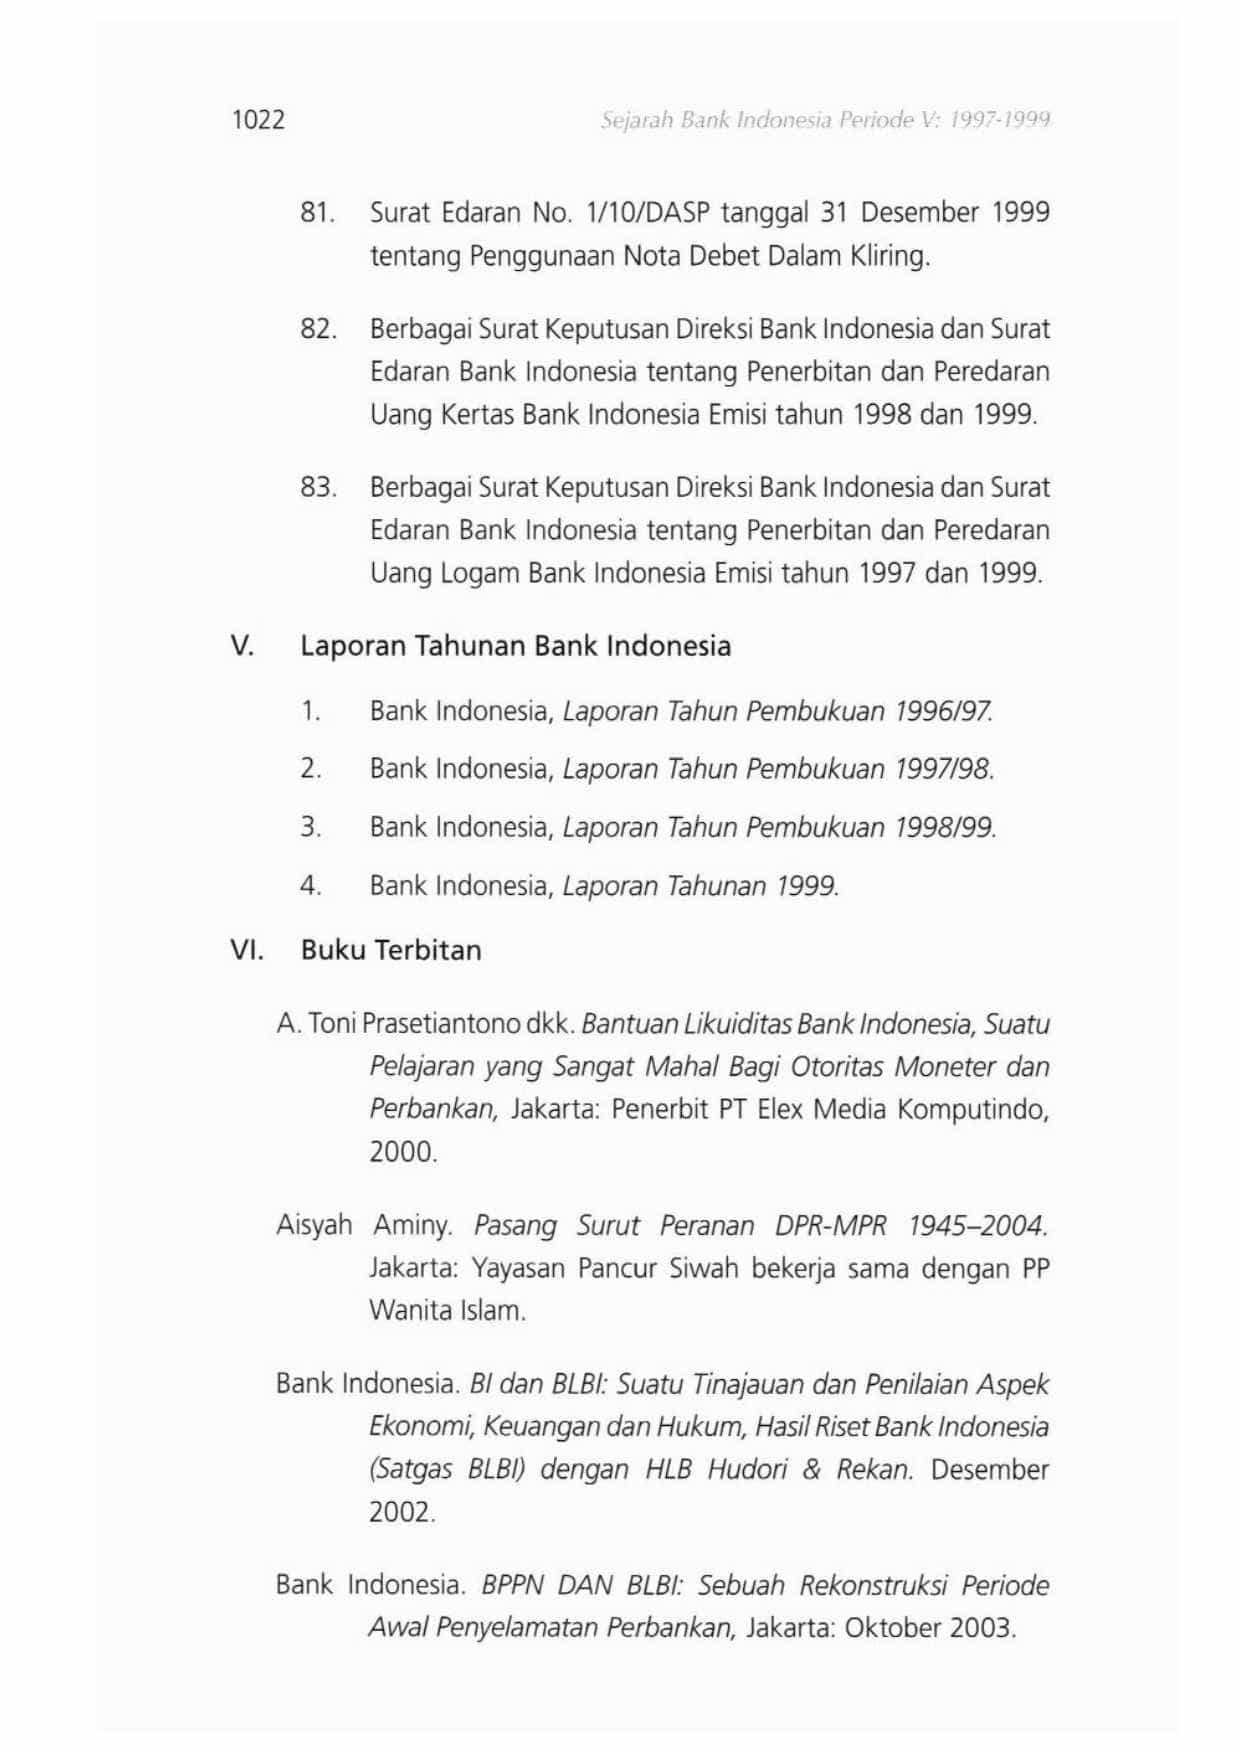 1022 Sejarah Bank Indonesia Periode V: 1997-1999
81. Surat Edaran No. 1/10/DASP tanggal 31 Desember 1999
tentang Penggunaan Nota Debet Dalam Kliring.
82. Berbagai Surat Keputusan Direksi Bank Indonesia dan Surat
Edaran Bank Indonesia tentang Penerbitan dan Peredaran
Uang Kertas Bank Indonesia Emisi tahun 1998 dan 1999.
83. Berbagai Surat Keputusan Direksi Bank Indonesia dan Surat
Edaran Bank Indonesia tentang Penerbitan dan Peredaran
Uang Logam Bank Indonesia Emisi tahun 1997 dan 1999.
V. Laporan Tahunan Bank Indonesia
1. Bank Indonesia, Laporan Tahun Pembukuan 1996/97.
2. Bank Indonesia, Laporan Tahun Pembukuan 1997/98.
3. Bank Indonesia, Laporan Tahun Pembukuan 1998/99.
4. Bank Indonesia, Laporan Tahunan 1999.
VI. Buku Terbitan
A. Toni Prasetiantono dkk. Bantuan Likuiditas Bank Indonesia, Suatu
Pelajaran yang Sangat Mahal Bagi Otoritas Moneter dan
Perbankan, Jakarta: Penerbit PT Elex Media Komputindo,
2000.
Aisyah Aminy. Pasang Surut Peranan DPR-MPR 1945–2004.
Jakarta: Yayasan Pancur Siwah bekerja sama dengan PP
Wanita Islam.
Bank Indonesia. BI dan BLBI: Suatu Tinajauan dan Penilaian Aspek
Ekonomi, Keuangan dan Hukum, Hasil Riset Bank Indonesia
(Satgas BLBI) dengan HLB Hudori & Rekan. Desember
2002.
Bank Indonesia. BPPN DAN BLBI: Sebuah Rekonstruksi Periode
Awal Penyelamatan Perbankan, Jakarta: Oktober 2003.